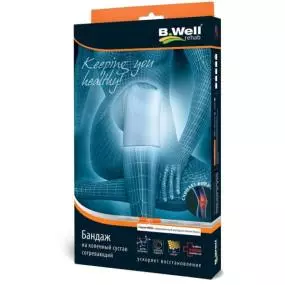 B.Well
rehab
Keeping you
healthy!
Бандаж
на коленный сустав
согревающий
ускоряет восстановление